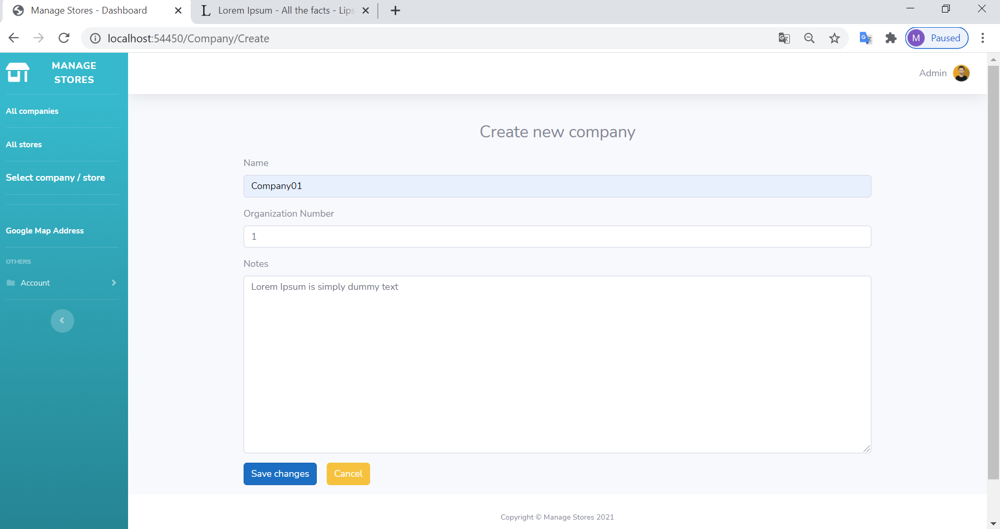 Manage Stores - Dashboard
Lorem Ipsum - All the facts - Lips
localhost:54450/Company/Create
M Paused
MANAGE
STORES
Admin
All companies
All stores
Select company / store
Google Map Address
OTHERS
Account
Create new company
Name
Company01
Organization Number
1
Notes
Lorem Ipsum is simply dummy text
Save changes
Cancel
Copyright © Manage Stores 2021